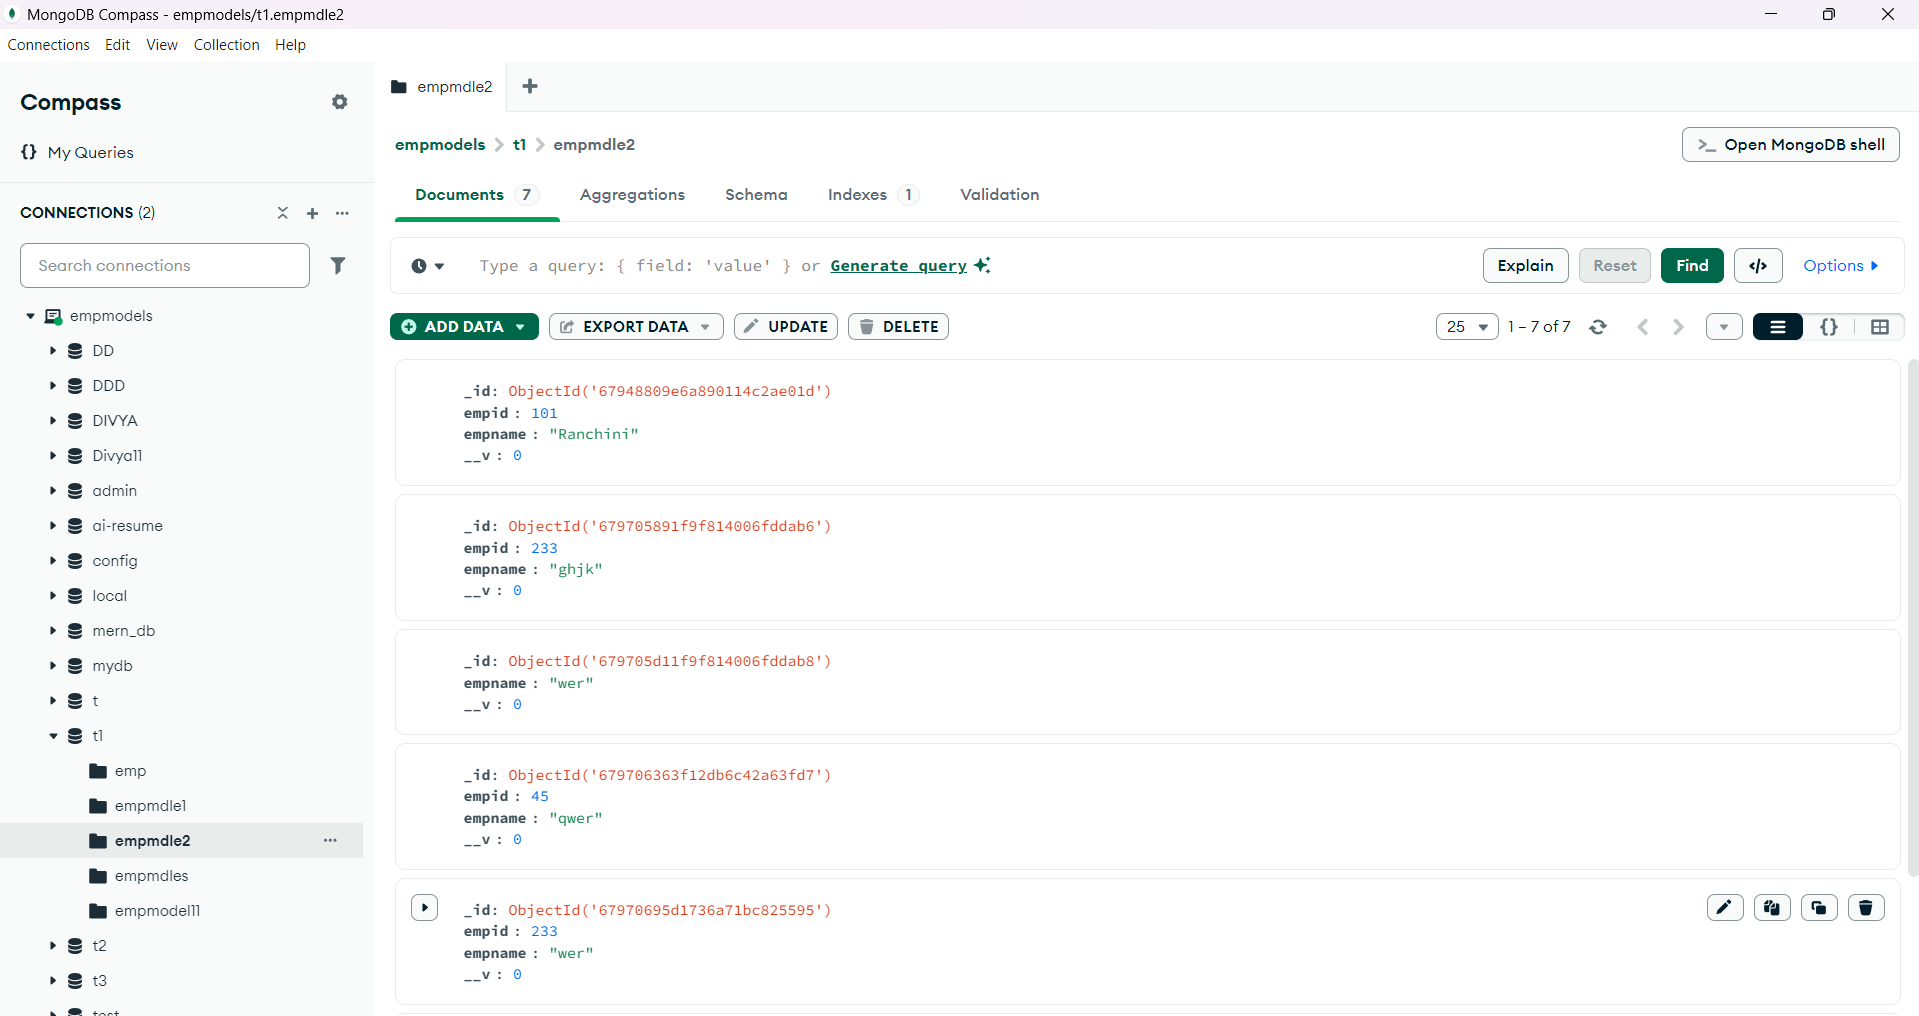 MongoDB Compass - empmodels/t1.empmdle2
Connections Edit View Collection Help
Compass
My Queries
CONNECTIONS (2)
Search connections
empmodels
DD
DDD
DIVYA
Divya11
admin
ai-resume
config
local
mern_db
mydb
t
t1
emp
empmdle1
empmdle2
empmdles
empmodel11
t2
t3
test
empmdle2
empmodels > t1 > empmdle2
>_ Open MongoDB shell
Documents 7 Aggregations Schema Indexes 1 Validation
Type a query: { field: 'value' } or Generate query
Explain Reset Find </> Options
ADD DATA EXPORT DATA UPDATE DELETE
25 1 – 7 of 7 {}
_id: ObjectId('67948809e6a890114c2ae01d')
empid : 101
empname : "Ranchini"
__v : 0
_id: ObjectId('679705891f9f814006fddab6')
empid : 233
empname : "ghjk"
__v : 0
_id: ObjectId('679705d11f9f814006fddab8')
empname : "wer"
__v : 0
_id: ObjectId('679706363f12db6c42a63fd7')
empid : 45
empname : "qwer"
__v : 0
_id: ObjectId('67970695d1736a71bc825595')
empid : 233
empname : "wer"
__v : 0